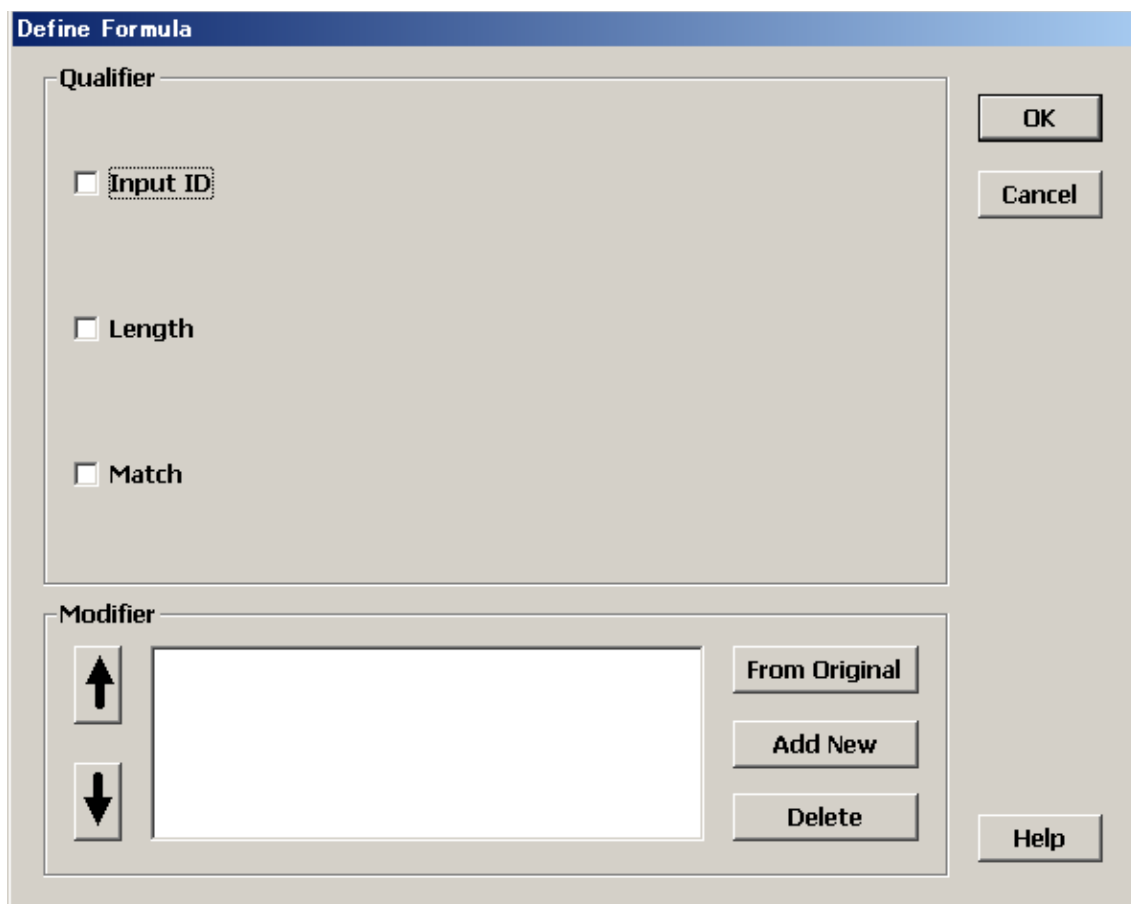 Define Formula
Qualifier
OK
Input ID
Cancel
Length
Match
Modifier
From Original
Add New
Delete
Help